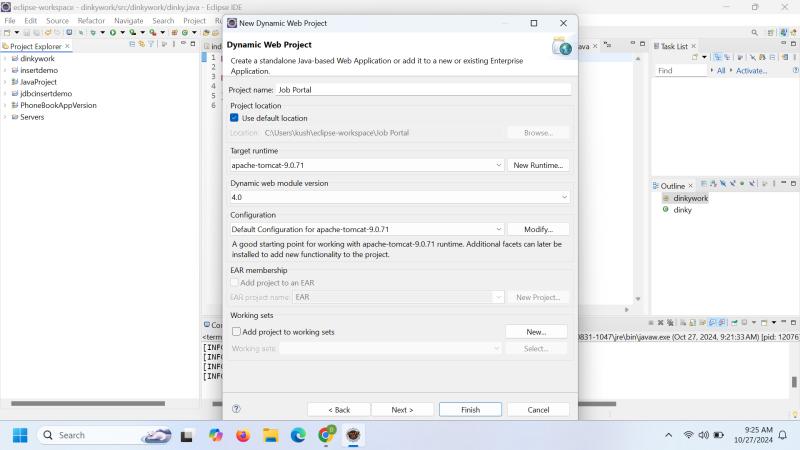 eclipse-workspace - dinkywork/src/dinkywork/dinky.java - Eclipse IDE
File Edit Source Refactor Navigate Search Project
Project Explorer
dinkywork
insertdemo
JavaProject
jdbcinsertdemo
PhoneBookAppVersion
Servers
1
2
3
4
5
6
New Dynamic Web Project
Dynamic Web Project
Create a standalone Java-based Web Application or add it to a new or existing Enterprise
Application.
Project name: Job Portal
Project location
Use default location
Location: C:\Users\kush\eclipse-workspace\Job Portal Browse...
Target runtime
apache-tomcat-9.0.71 New Runtime...
Dynamic web module version
4.0
Configuration
Default Configuration for apache-tomcat-9.0.71 Modify...
A good starting point for working with apache-tomcat-9.0.71 runtime. Additional facets can later be
installed to add new functionality to the project.
EAR membership
Add project to an EAR
EAR project name: EAR New Project...
Working sets
Add project to working sets New...
Working sets: Select...
< Back Next > Finish Cancel
Task List
Find All Activate...
Outline
dinkywork
dinky
0831-1047\jre\bin\javaw.exe (Oct 27, 2024, 9:21:33 AM) [pid: 12076]
<term
[INFO
[INFO
[INFO
[INFO
Search
9:25 AM
10/27/2024